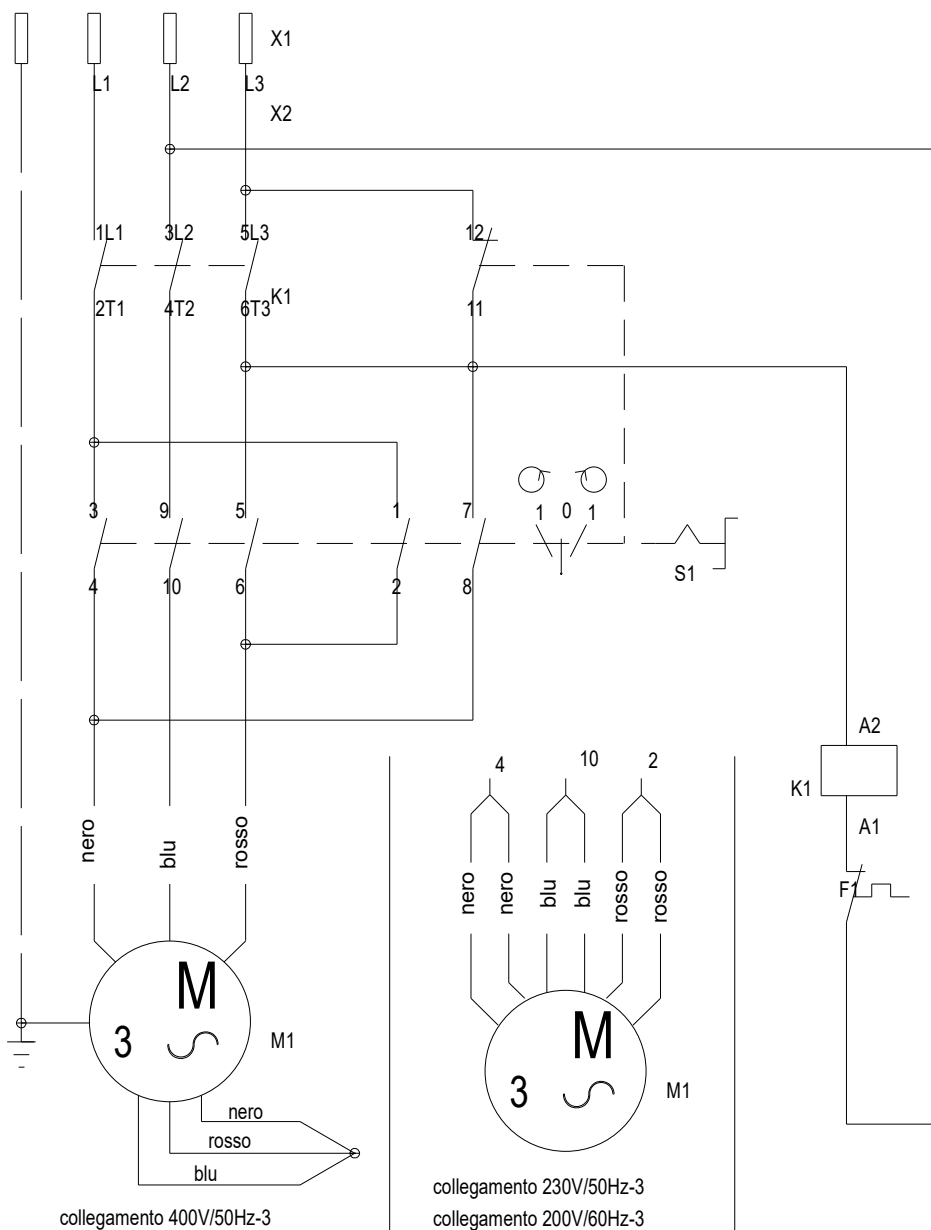 X1
L1 L2 L3
X2
1L1 3L2 5L3 12
K1
2T1 4T2 6T3 11
3 9 5 1 7 1 0 1
4 10 6 2 8 S1
A2
4 10 2
K1
A1
nero blu rosso
nero nero blu blu rosso rosso
F1
M
3
M1
M
3
M1
nero
rosso
blu
collegamento 230V/50Hz-3
collegamento 400V/50Hz-3
collegamento 200V/60Hz-3